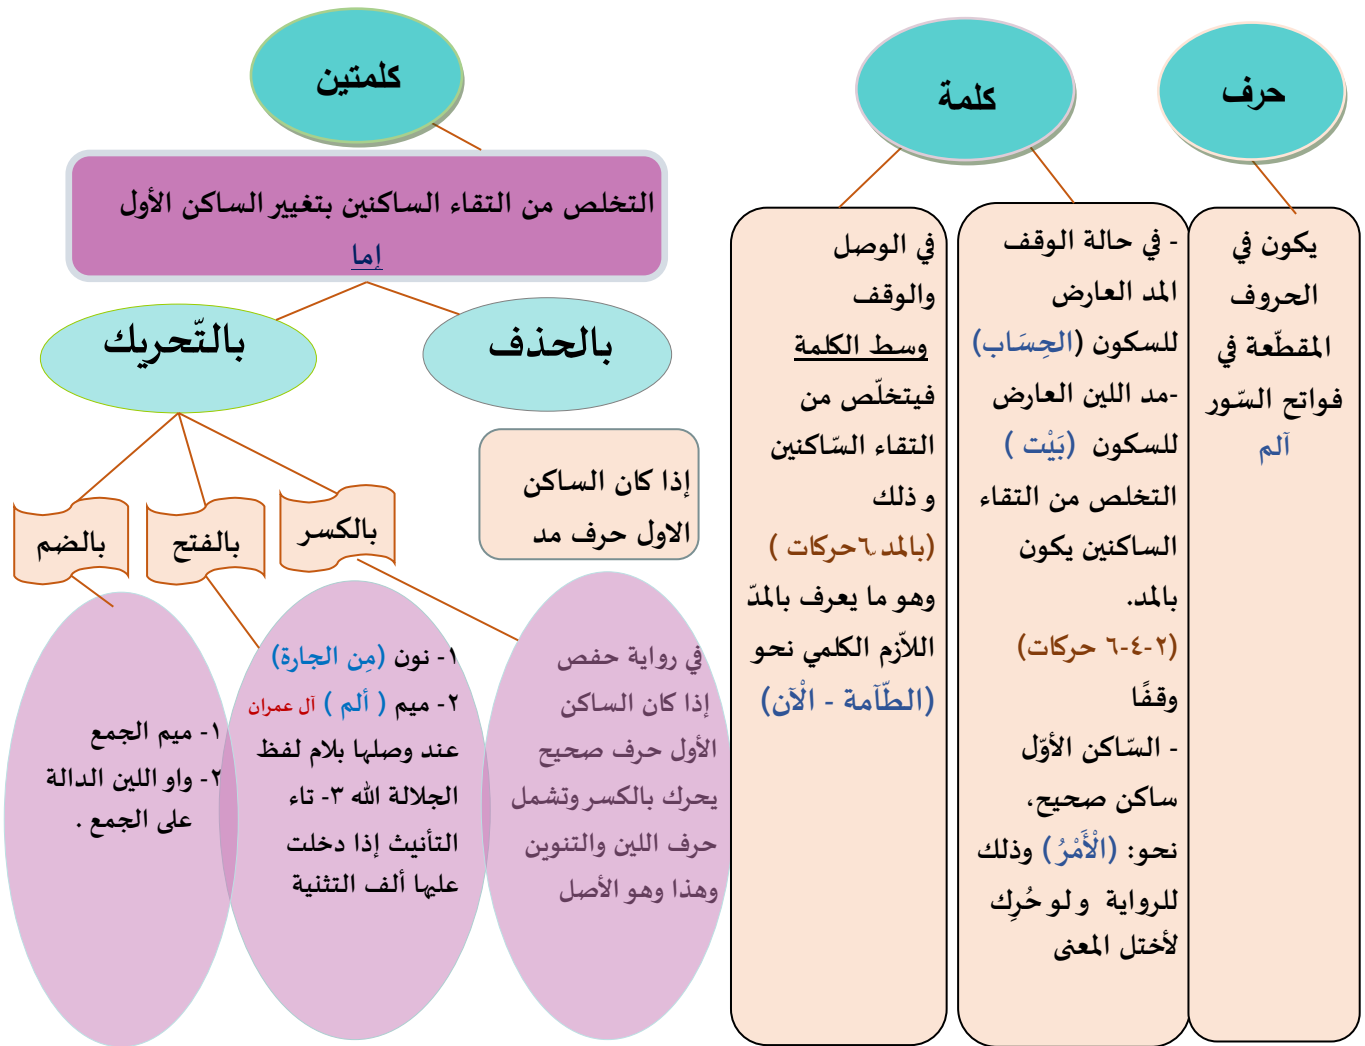 حرف
يكون في
الحروف
المقطّعة في
فواتح السّور
آلم
كلمة
- في حالة الوقف
المد العارض
للسكون (الحِسَاب)
-مد اللين العارض
للسكون (بَيْت )
التخلص من التقاء
الساكنين يكون
بالمد.
(٢-٤-٦ حركات)
وقفًا
- السّاكن الأوّل
ساكن صحيح،
نحو: (الْأَمْرُ) وذلك
للرواية ولو حُرِك
لأختل المعنى
في الوصل
والوقف
وسط الكلمة
فيتخلّص من
التقاء السّاكنين
و ذلك
(بالمد ٦حركات )
وهو ما يعرف بالمدّ
اللاّزم الكلمي نحو
(الطّآمة - الْآن)
كلمتين
التخلص من التقاء الساكنين بتغيير الساكن الأول
إما
بالحذف
إذا كان الساكن
الاول حرف مد
بالتّحريك
بالكسر
في رواية حفص
إذا كان الساكن
الأول حرف صحيح
يحرك بالكسر وتشمل
حرف اللين والتنوين
وهذا وهو الأصل
بالفتح
١- نون (مِن الجارة)
٢- ميم ( ألم ) آل عمران
عند وصلها بلام لفظ
الجلالة الله ٣- تاء
التأنيث إذا دخلت
عليها ألف التثنية
بالضم
١- ميم الجمع
٢- واو اللين الدالة
على الجمع .